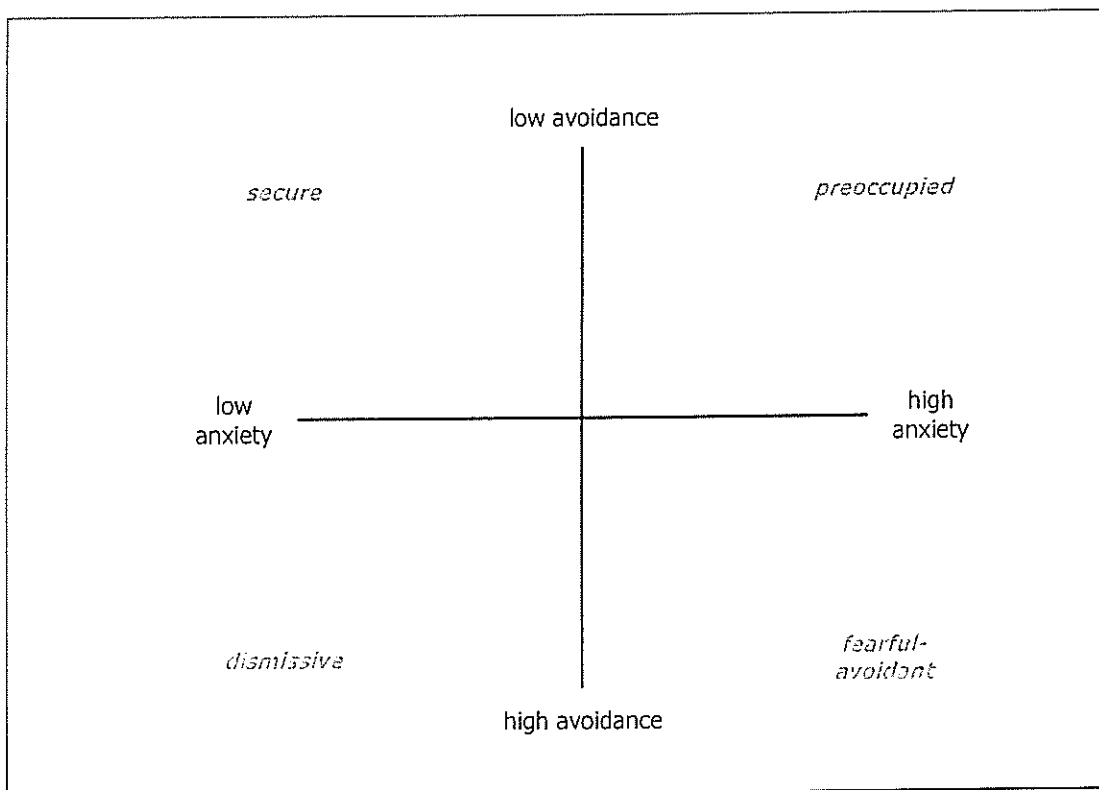 low avoidance
secure
preoccupied
low
anxiety
high
anxiety
dismissive
fearful-
avoidant
high avoidance